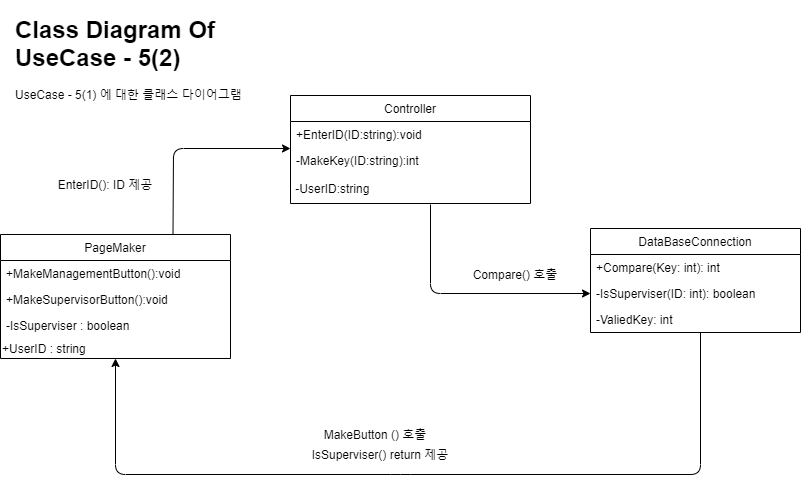 Class Diagram Of
UseCase - 5(2)
UseCase - 5(1) 에 대한 클래스 다이어그램
Controller
+EnterID(ID:string):void
-MakeKey(ID:string):int
-UserID:string
EnterID(): ID 제공
PageMaker
+MakeManagementButton():void
+MakeSupervisorButton():void
-IsSuperviser : boolean
+UserID : string
Compare() 호출
DataBaseConnection
+Compare(Key: int): int
-IsSuperviser(ID: int): boolean
-ValiedKey: int
MakeButton () 호출
IsSuperviser() return 제공